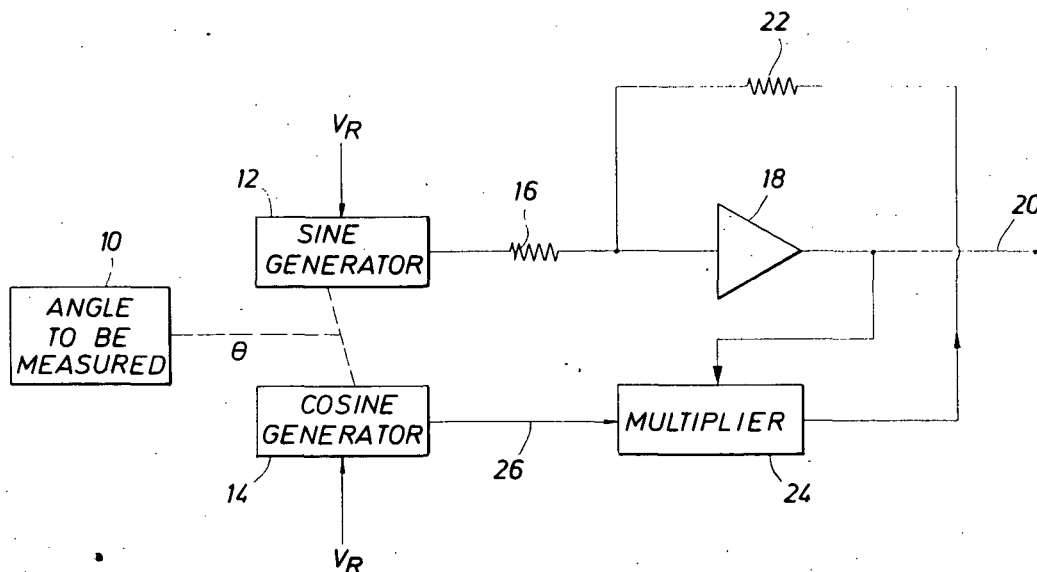 22
V_R
12
16
18
20
10
SINE
GENERATOR
ANGLE
TO BE
MEASURED
θ
COSINE
GENERATOR
MULTIPLIER
26
14
24
V_R